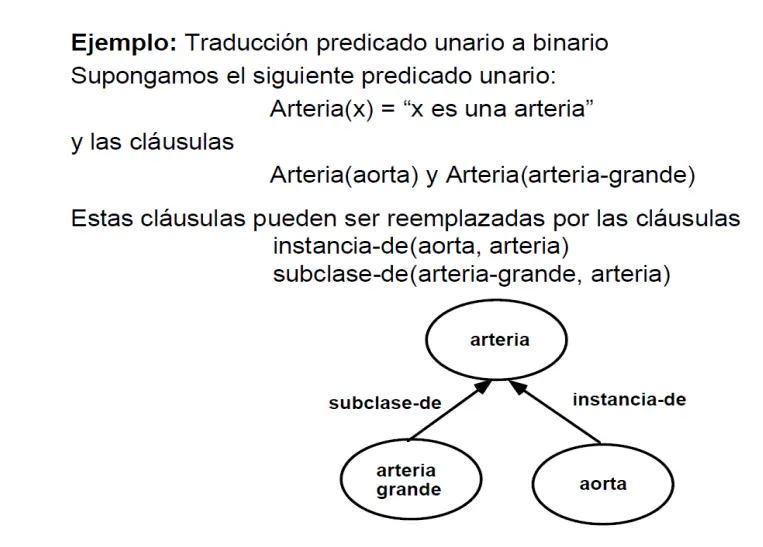 Ejemplo: Traducción predicado unario a binario
Supongamos el siguiente predicado unario:
Arteria(x) = “x es una arteria”
y las cláusulas
Arteria(aorta) y Arteria(arteria-grande)
Estas cláusulas pueden ser reemplazadas por las cláusulas
instancia-de(aorta, arteria)
subclase-de(arteria-grande, arteria)
arteria
subclase-de
instancia-de
arteria
grande
aorta